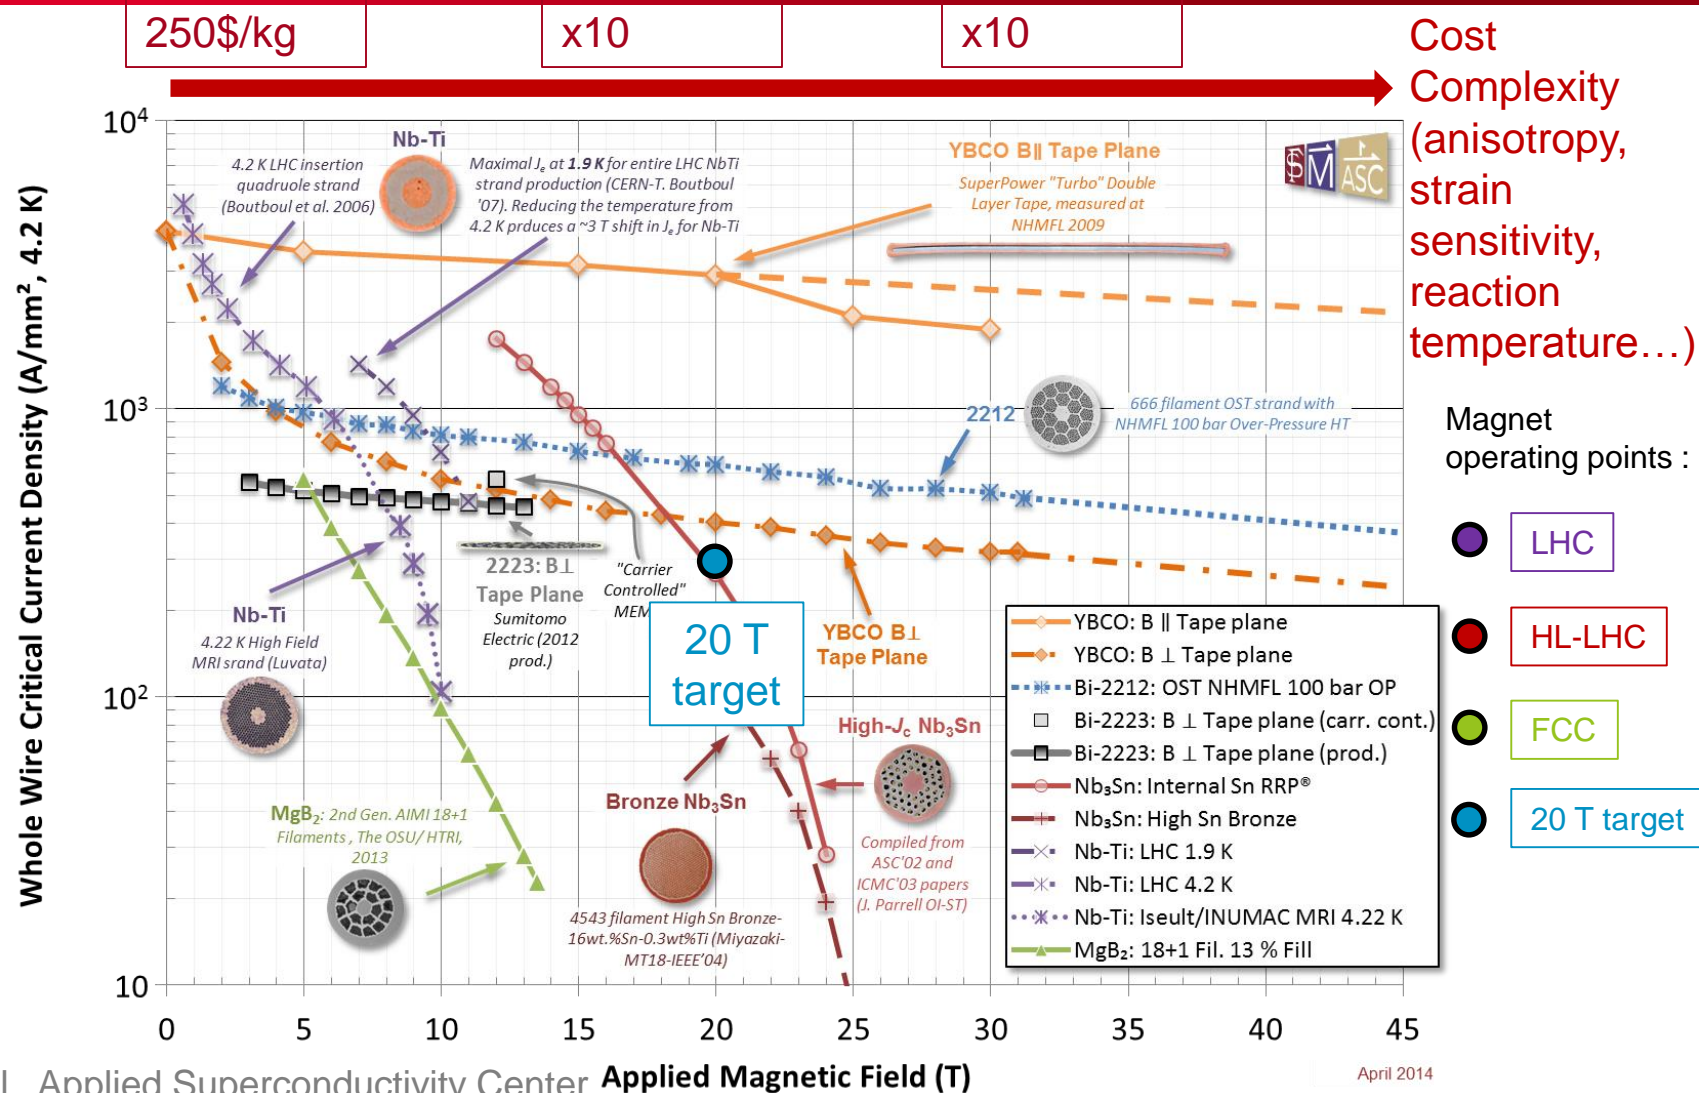 250$/kg
x10
x10
Cost
Complexity
(anisotropy,
strain
sensitivity,
reaction
temperature…)
Magnet
operating points :
LHC
HL-LHC
FCC
20 T target
Whole Wire Critical Current Density (A/mm², 4.2 K)
10⁴
10³
10²
10
0
5
10
15
20
25
30
35
40
45
Applied Magnetic Field (T)
April 2014
Applied Superconductivity Center
Nb-Ti
4.2 K LHC insertion
quadruole strand
(Boutboul et al. 2006)
Maximal Jₑ at 1.9 K for entire LHC NbTi
strand production (CERN-T. Boutboul
'07). Reducing the temperature from
4.2 K prduces a ~3 T shift in Jₑ for Nb-Ti
YBCO B∥ Tape Plane
SuperPower "Turbo" Double
Layer Tape, measured at
NHMFL 2009
$M
ASC
2212
666 filament OST strand with
NHMFL 100 bar Over-Pressure HT
2223: B⊥
Tape Plane
Sumitomo
Electric (2012
prod.)
"Carrier
Controlled"
20 T
target
YBCO B⊥
Tape Plane
Nb-Ti
4.22 K High Field
MRI srand (Luvata)
MgB₂: 2nd Gen. AIMI 18+1
Filaments , The OSU/ HTRI,
2013
Bronze Nb₃Sn
4543 filament High Sn Bronze-
16wt.%Sn-0.3wt%Ti (Miyazaki-
MT18-IEEE'04)
High-Jc Nb₃Sn
Compiled from
ASC'02 and
ICMC'03 papers
(J. Parrell OI-ST)
YBCO: B ∥ Tape plane
YBCO: B ⊥ Tape plane
Bi-2212: OST NHMFL 100 bar OP
Bi-2223: B ⊥ Tape plane (carr. cont.)
Bi-2223: B ⊥ Tape plane (prod.)
Nb₃Sn: Internal Sn RRP®
Nb₃Sn: High Sn Bronze
Nb-Ti: LHC 1.9 K
Nb-Ti: LHC 4.2 K
Nb-Ti: Iseult/INUMAC MRI 4.22 K
MgB₂: 18+1 Fil. 13 % Fill